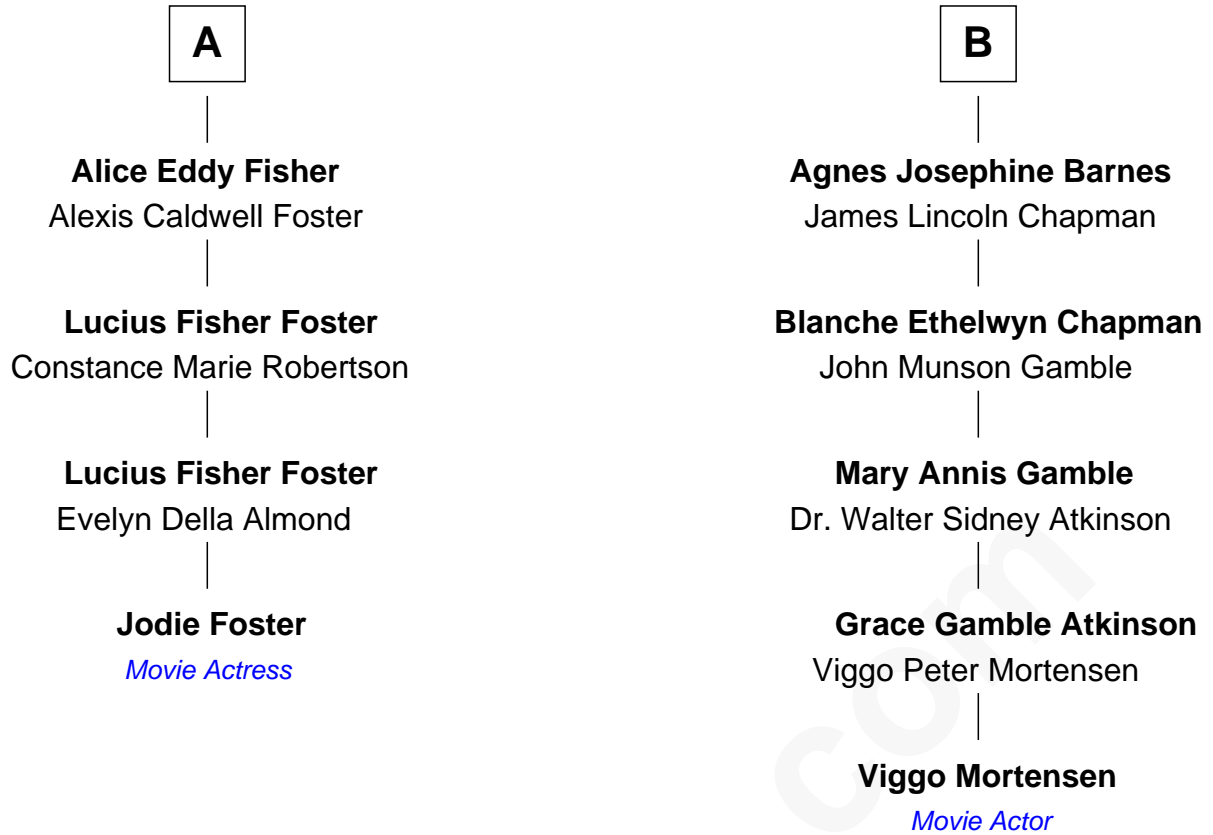 A
Alice Eddy Fisher
Alexis Caldwell Foster
Lucius Fisher Foster
Constance Marie Robertson
Lucius Fisher Foster
Evelyn Della Almond
Jodie Foster
Movie Actress
B
Agnes Josephine Barnes
James Lincoln Chapman
Blanche Ethelwyn Chapman
John Munson Gamble
Mary Annis Gamble
Dr. Walter Sidney Atkinson
Grace Gamble Atkinson
Viggo Peter Mortensen
Viggo Mortensen
Movie Actor
com